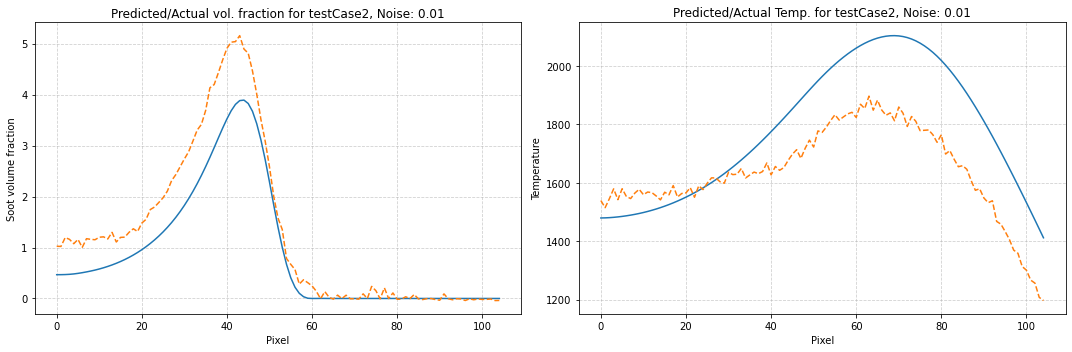 Predicted/Actual vol. fraction for testCase2, Noise: 0.01
Soot volume fraction
5
4
3
2
1
0
0 20 40 60 80 100
Pixel
Predicted/Actual Temp. for testCase2, Noise: 0.01
Temperature
2000
1800
1600
1400
1200
0 20 40 60 80 100
Pixel